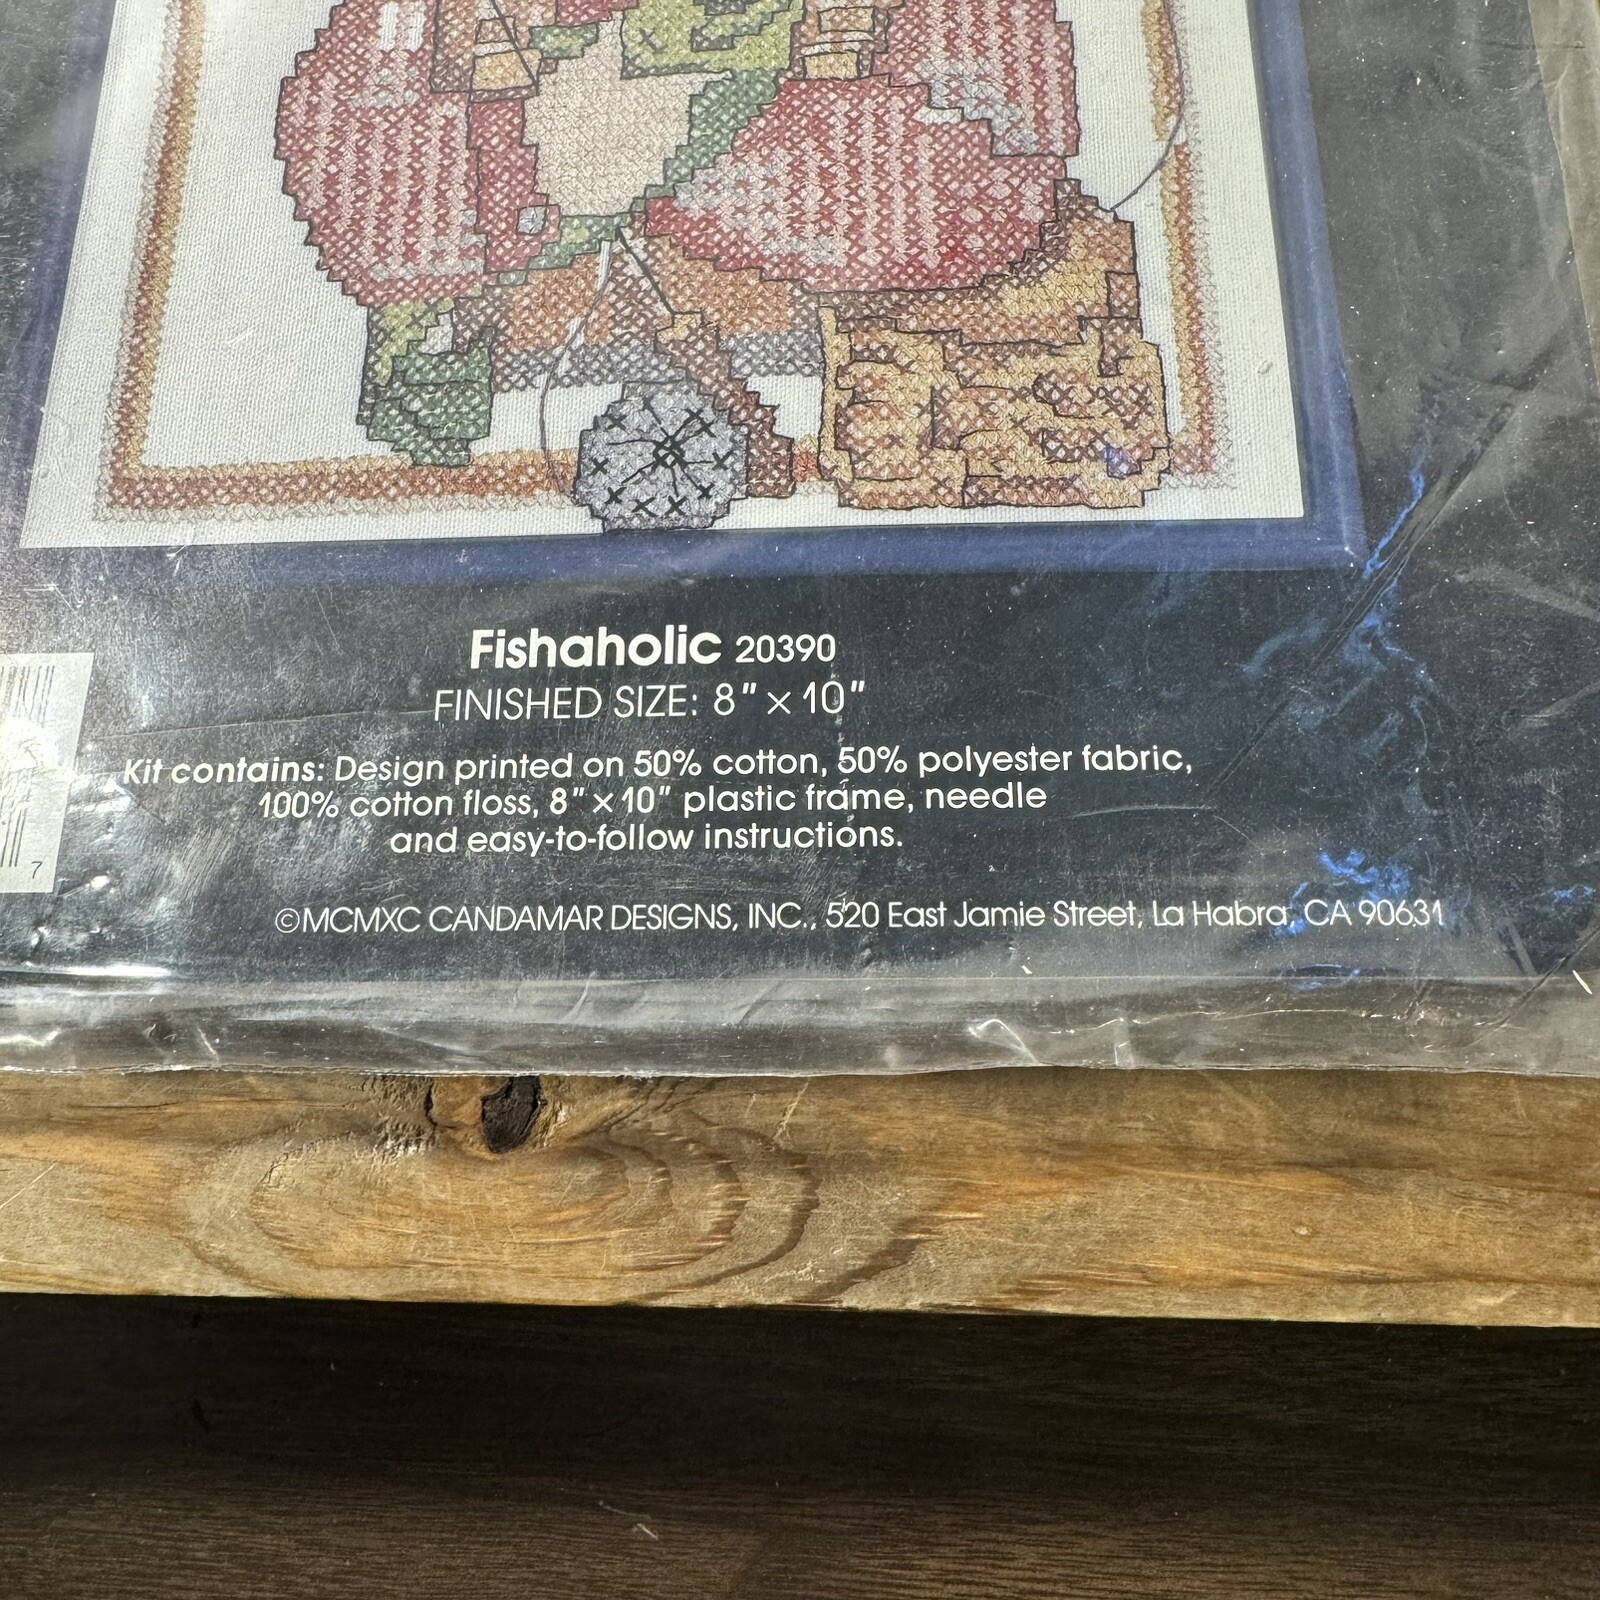 Fishaholic 20390
FINISHED SIZE: 8" × 10"
Kit contains: Design printed on 50% cotton, 50% polyester fabric,
100% cotton floss, 8" × 10" plastic frame, needle
and easy-to-follow instructions.
7
©MCMXC CANDAMAR DESIGNS, INC., 520 East Jamie Street, La Habra, CA 90631